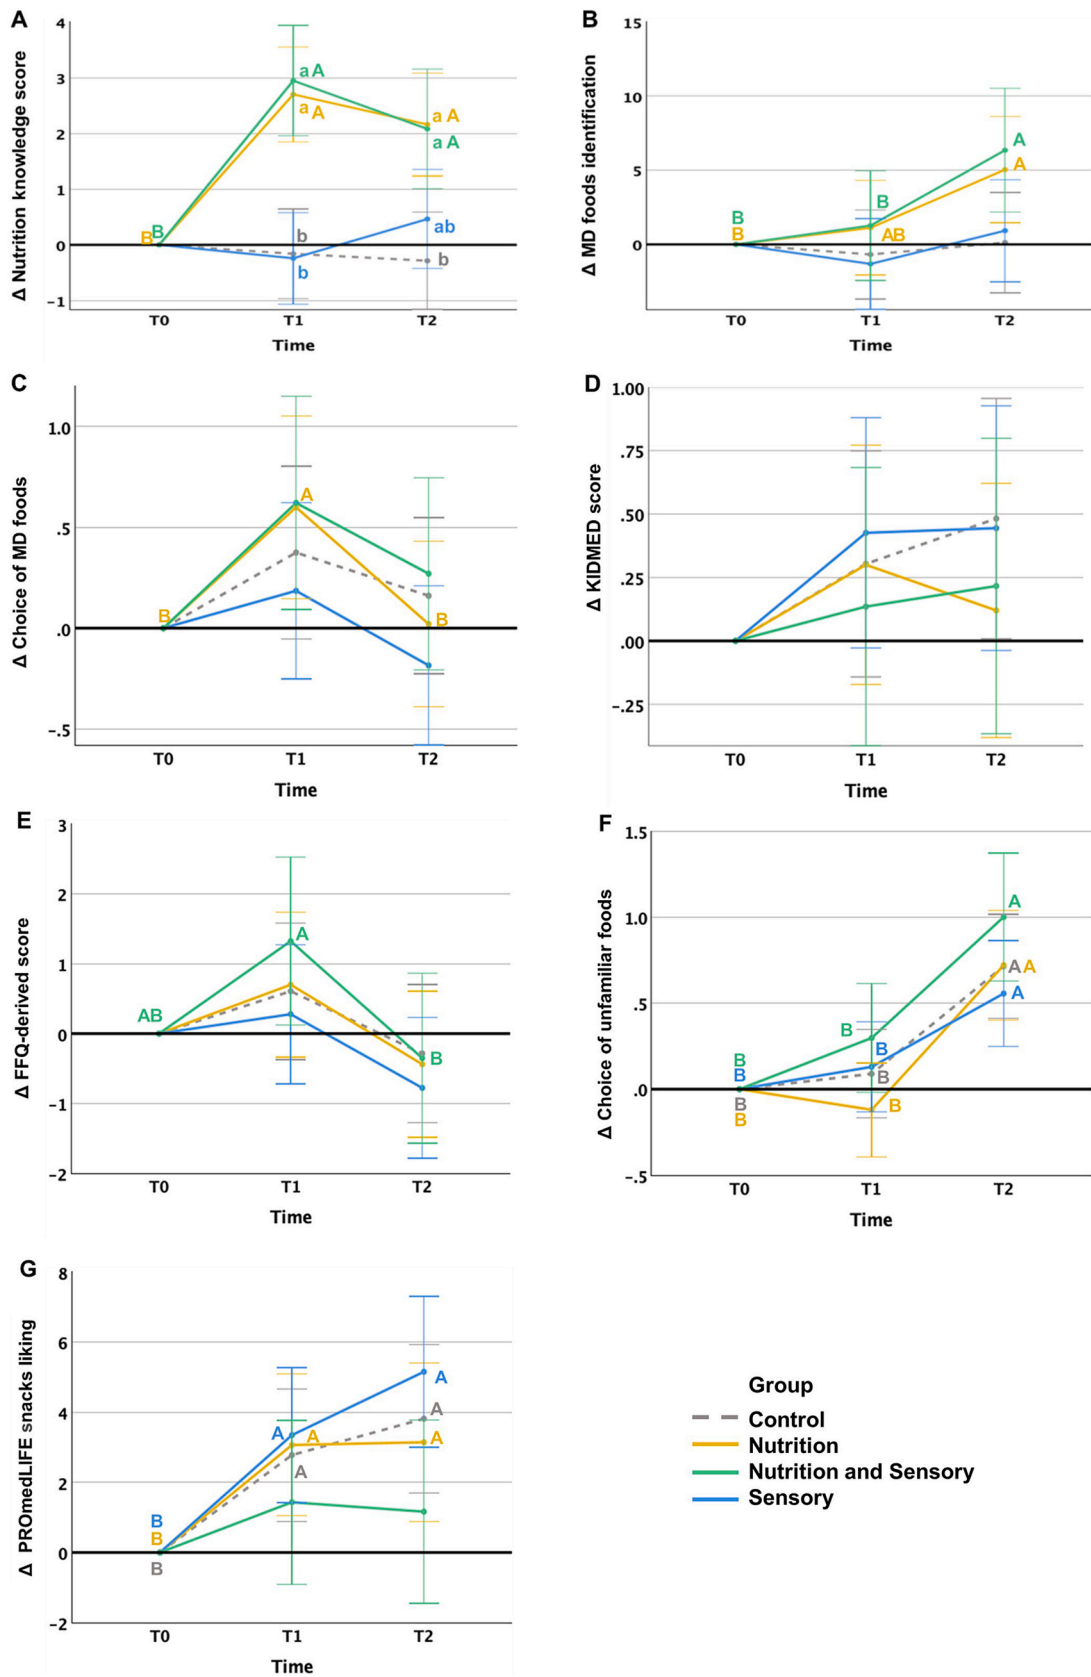 A
Δ Nutrition knowledge score
4
3
2
1
0
−1
B
B
a A
a A
b
b
a A
a A
ab
b
T0 T1 T2
Time
B
Δ MD foods identification
15
10
5
0
B
B
B
AB
A
A
T0 T1 T2
Time
C
Δ Choice of MD foods
1.0
.5
.0
−.5
B
A
B
T0 T1 T2
Time
D
Δ KIDMED score
1.00
.75
.50
.25
.00
−.25
T0 T1 T2
Time
E
Δ FFQ-derived score
3
2
1
0
−1
−2
AB
A
B
T0 T1 T2
Time
F
Δ Choice of unfamiliar foods
1.5
1.0
.5
.0
−.5
B
B
B
B
B
B
B
B
A
A A
A
T0 T1 T2
Time
G
Δ PROmedLIFE snacks liking
8
6
4
2
0
−2
B
B
B
A A
A
A
A
A
T0 T1 T2
Time
Group
Control
Nutrition
Nutrition and Sensory
Sensory